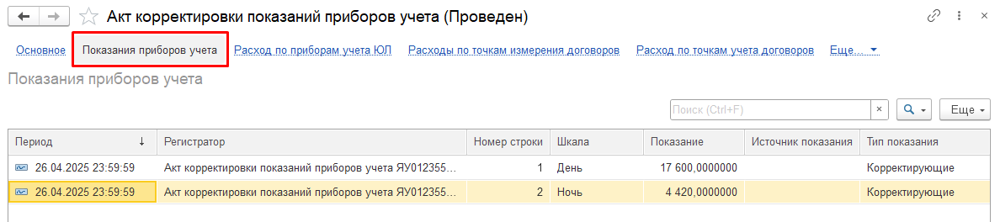 Акт корректировки показаний приборов учета (Проведен)
Основное Показания приборов учета Расход по приборам учета ЮЛ Расходы по точкам измерения договоров Расход по точкам учета договоров Еще...
Показания приборов учета
Поиск (Ctrl+F) × Еще
Период ↓ Регистратор Номер строки Шкала Показание Источник показания Тип показания
26.04.2025 23:59:59 Акт корректировки показаний приборов учета ЯУ012355... 1 День 17 600,0000000 Корректирующие
26.04.2025 23:59:59 Акт корректировки показаний приборов учета ЯУ012355... 2 Ночь 4 420,0000000 Корректирующие